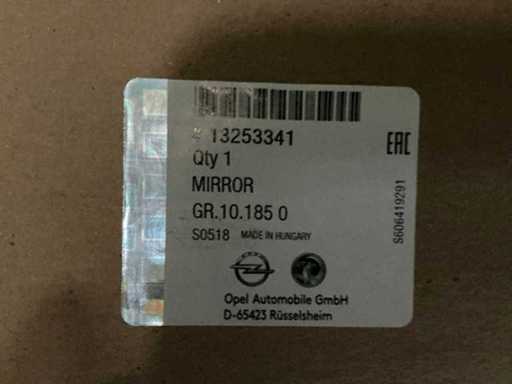 # 13253341
Qty 1
MIRROR
GR.10.185 0
S0518 MADE IN HUNGARY
Opel Automobile GmbH
D-65423 Rüsselsheim
EAC
S606419291